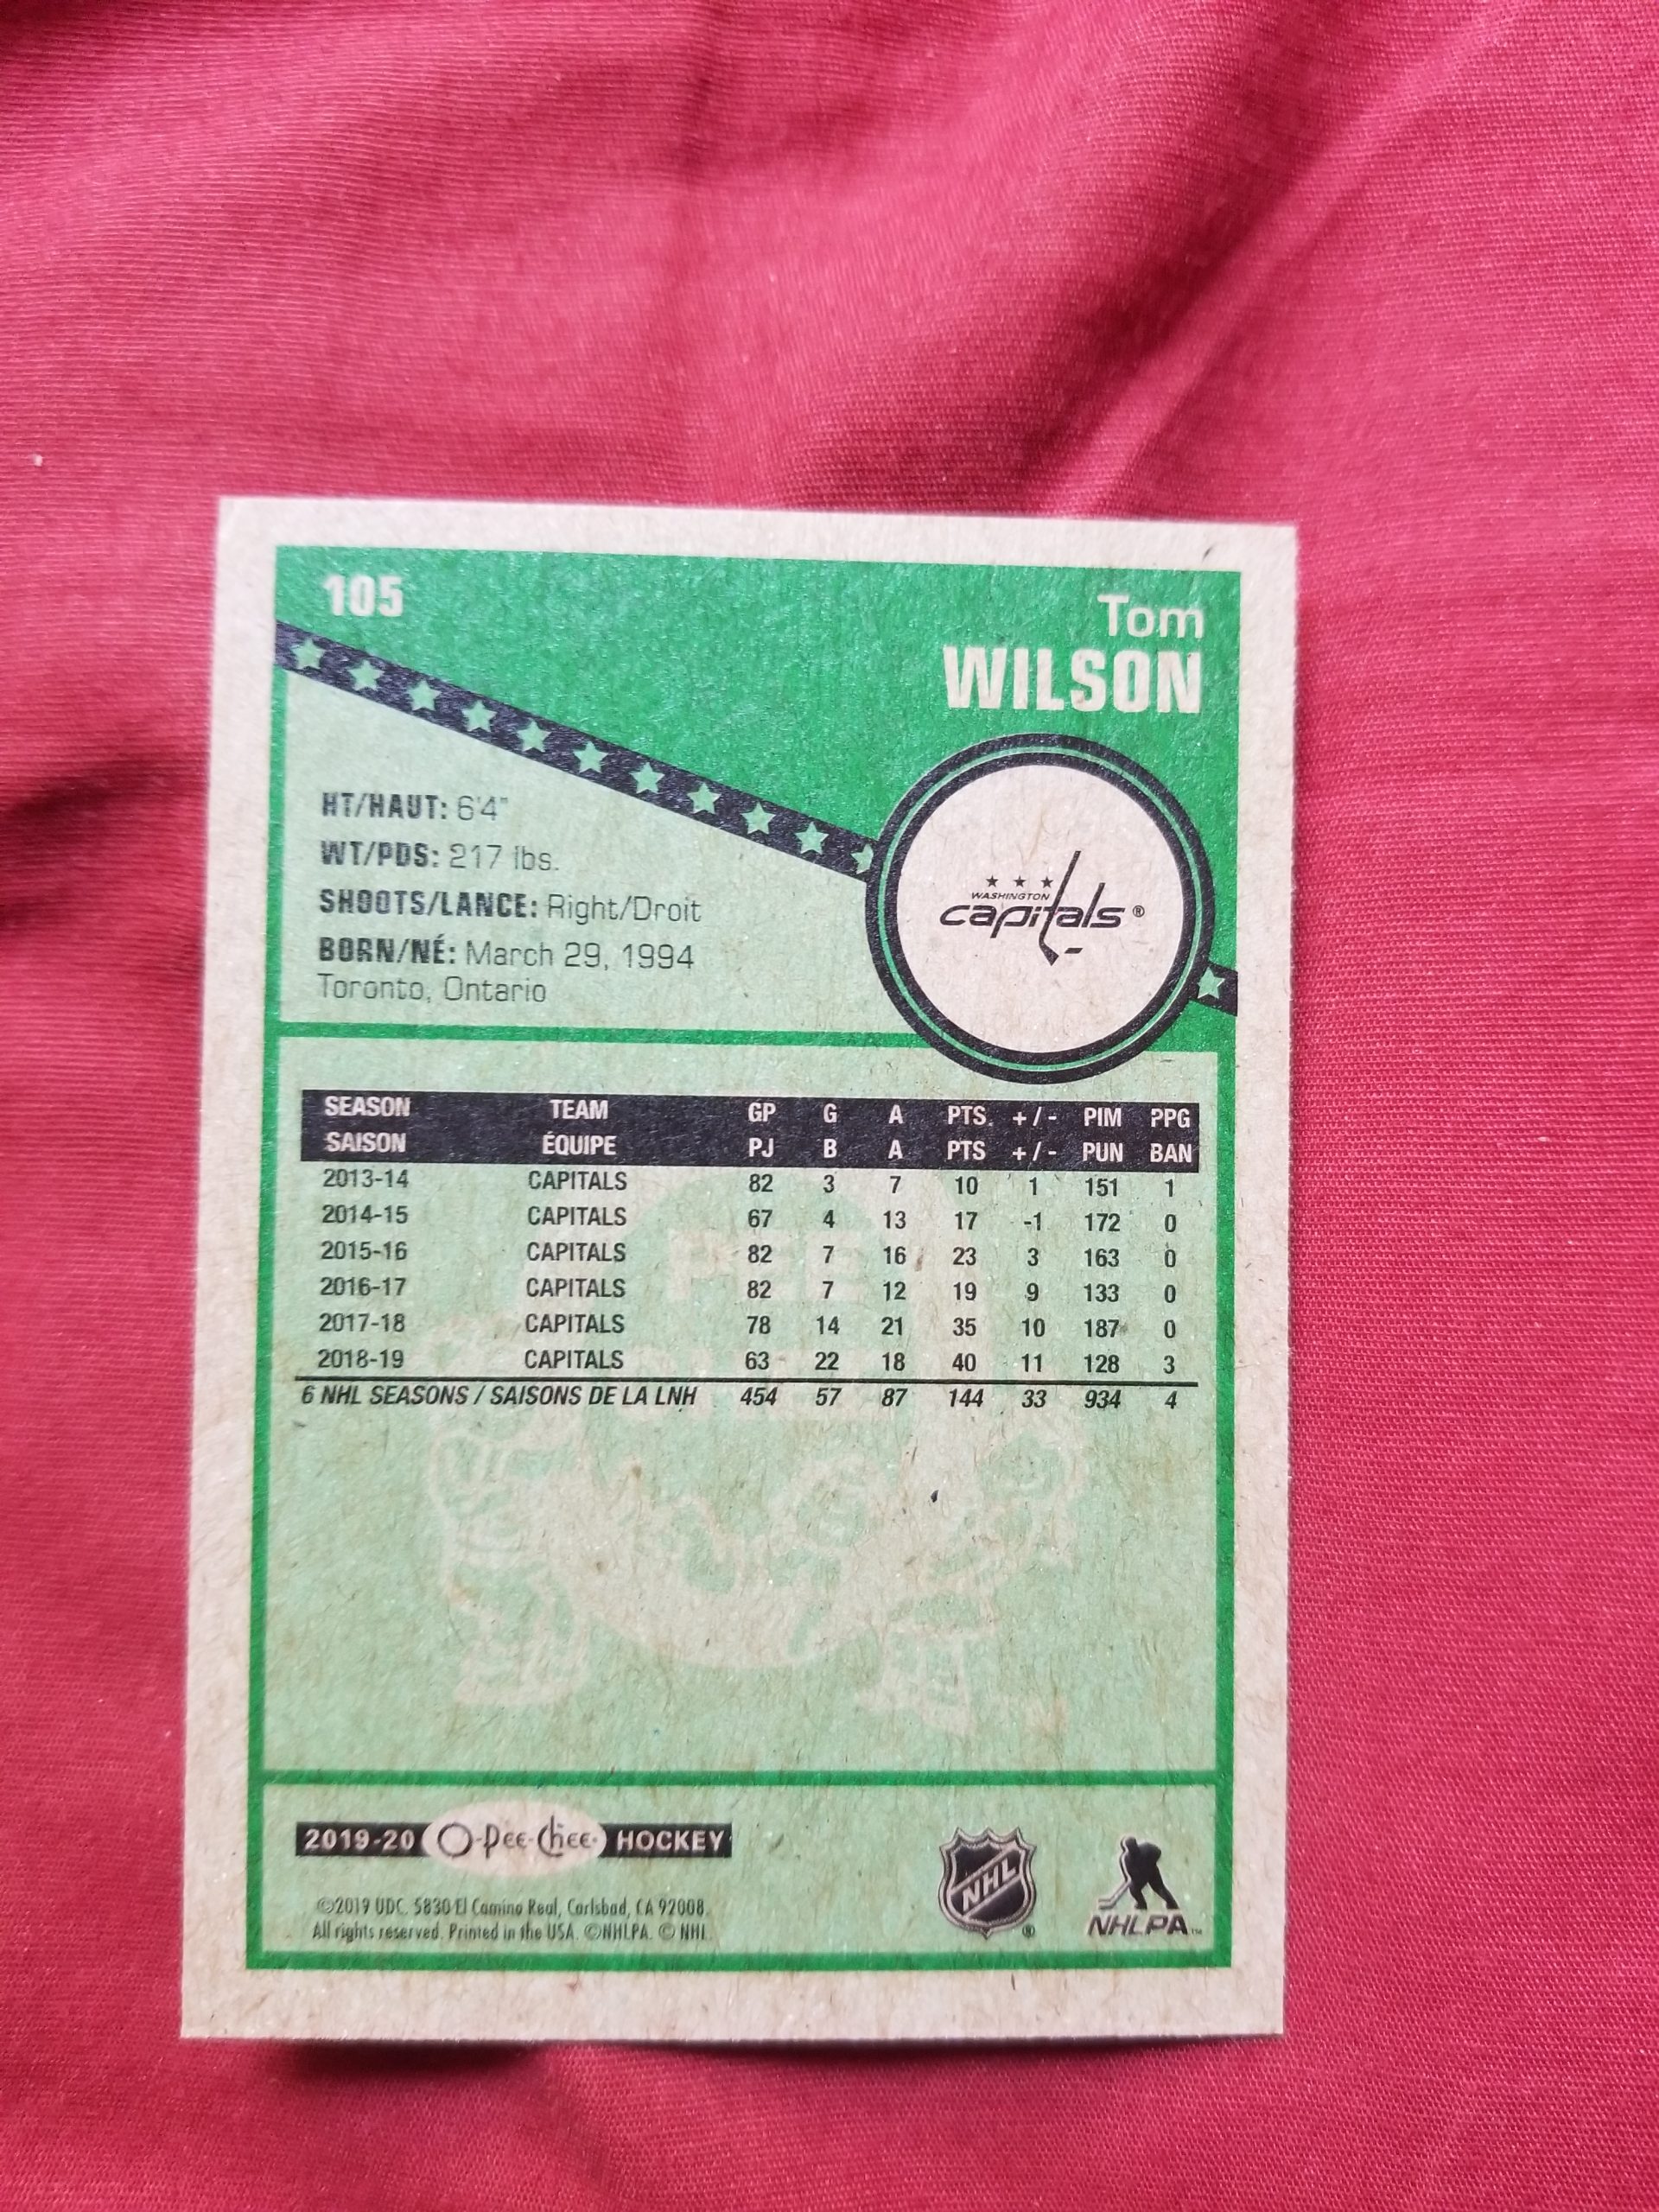 105
Tom
WILSON
HT/HAUT: 6'4"
WT/PDS: 217 lbs.
SHOOTS/LANCE: Right/Droit
BORN/NÉ: March 29, 1994
Toronto, Ontario
WASHINGTON
capitals®
SEASON TEAM GP G A PTS. +/- PIM PPG
SAISON ÉQUIPE PJ B A PTS +/- PUN BAN
2013-14 CAPITALS 82 3 7 10 1 151 1
2014-15 CAPITALS 67 4 13 17 -1 172 0
2015-16 CAPITALS 82 7 16 23 3 163 0
2016-17 CAPITALS 82 7 12 19 9 133 0
2017-18 CAPITALS 78 14 21 35 10 187 0
2018-19 CAPITALS 63 22 18 40 11 128 3
6 NHL SEASONS / SAISONS DE LA LNH 454 57 87 144 33 934 4
2019-20 O-Pee-Chee HOCKEY
©2019 UDC. 5830 El Camino Real, Carlsbad, CA 92008.
All rights reserved. Printed in the USA. ©NHLPA. © NHL.
NHL®
NHLPA™